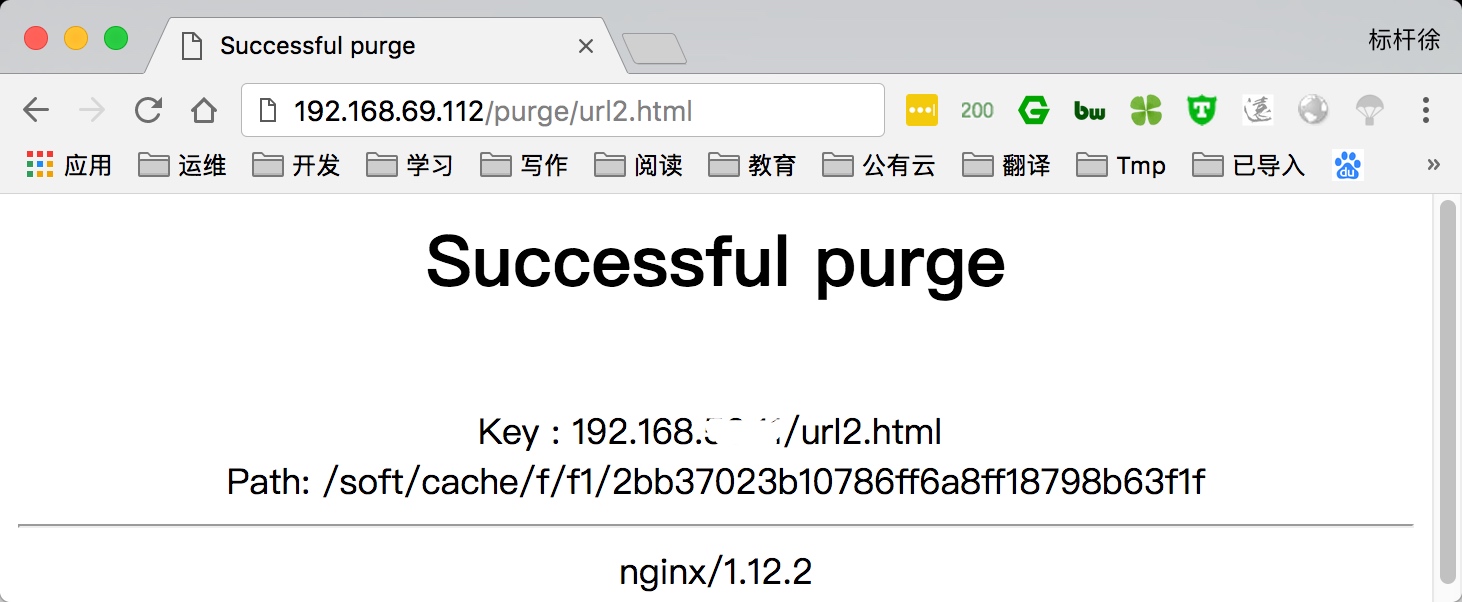 Successful purge
标杆徐
192.168.69.112/purge/url2.html
200
G
bw
T
遠
应用 运维 开发 学习 写作 阅读 教育 公有云 翻译 Tmp 已导入 du »
Successful purge
Key : 192.168. /url2.html
Path: /soft/cache/f/f1/2bb37023b10786ff6a8ff18798b63f1f
nginx/1.12.2